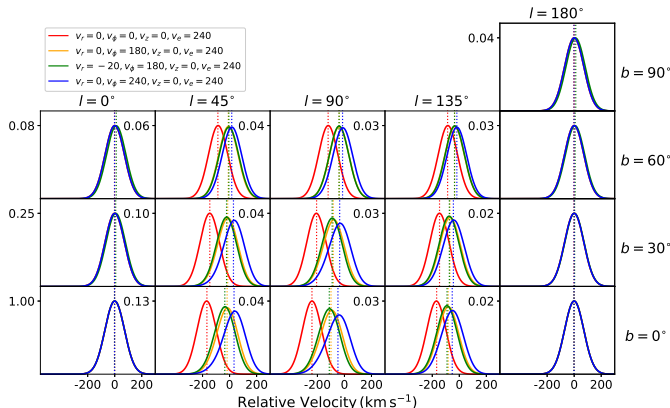 l = 180°
v_r = 0, v_ϕ = 0, v_z = 0, v_e = 240
v_r = 0, v_ϕ = 180, v_z = 0, v_e = 240
v_r = −20, v_ϕ = 180, v_z = 0, v_e = 240
v_r = 0, v_ϕ = 240, v_z = 0, v_e = 240
0.04
b = 90°
l = 0° l = 45° l = 90° l = 135°
0.08 0.06 0.04 0.03 0.03 b = 60°
0.25 0.10 0.04 0.03 0.02 b = 30°
1.00 0.13 0.04 0.03 0.02 b = 0°
-200 0 200 -200 0 200 -200 0 200 -200 0 200 -200 0 200
Relative Velocity (km s⁻¹)